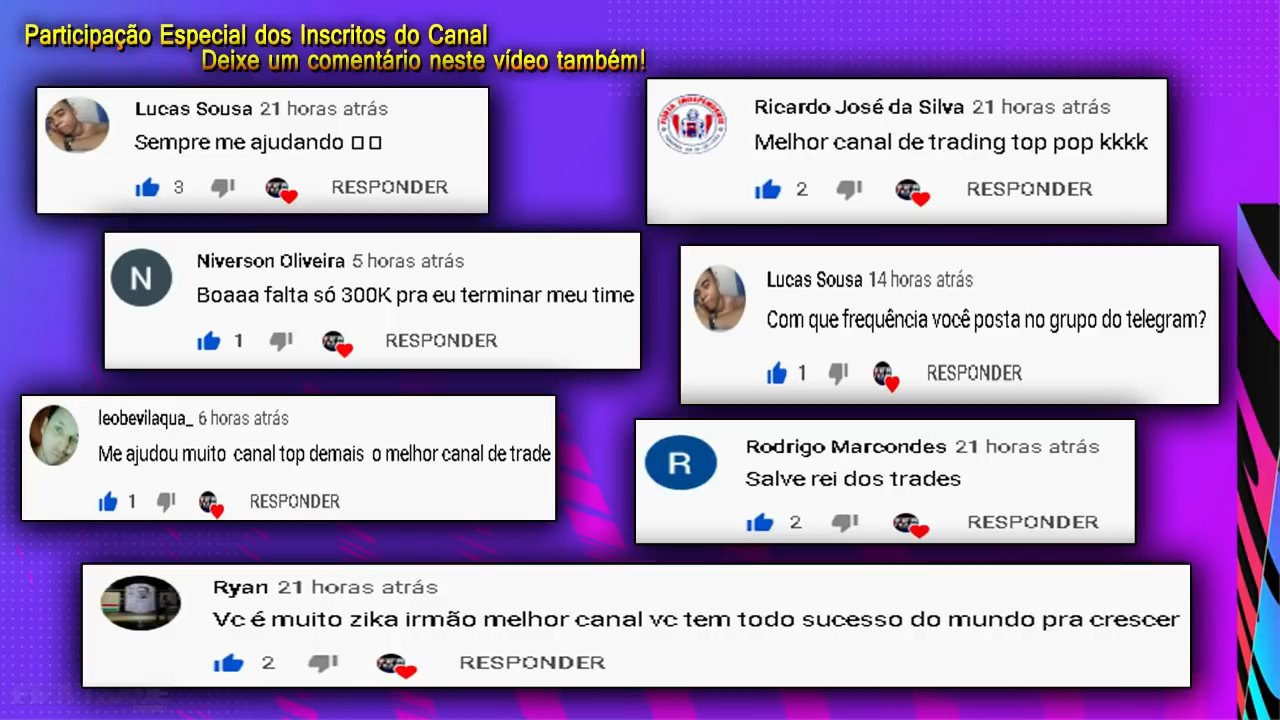 Participação Especial dos Inscritos do Canal
Deixe um comentário neste vídeo também!
Lucas Sousa 21 horas atrás
Sempre me ajudando
3 RESPONDER
Ricardo José da Silva 21 horas atrás
Melhor canal de trading top pop kkkk
2 RESPONDER
N
Niverson Oliveira 5 horas atrás
Boaaa falta só 300K pra eu terminar meu time
1 RESPONDER
Lucas Sousa 14 horas atrás
Com que frequência você posta no grupo do telegram?
1 RESPONDER
leobevilaqua_ 6 horas atrás
Me ajudou muito canal top demais o melhor canal de trade
1 RESPONDER
R
Rodrigo Marcondes 21 horas atrás
Salve rei dos trades
2 RESPONDER
Ryan 21 horas atrás
Vc é muito zika irmão melhor canal vc tem todo sucesso do mundo pra crescer
2 RESPONDER